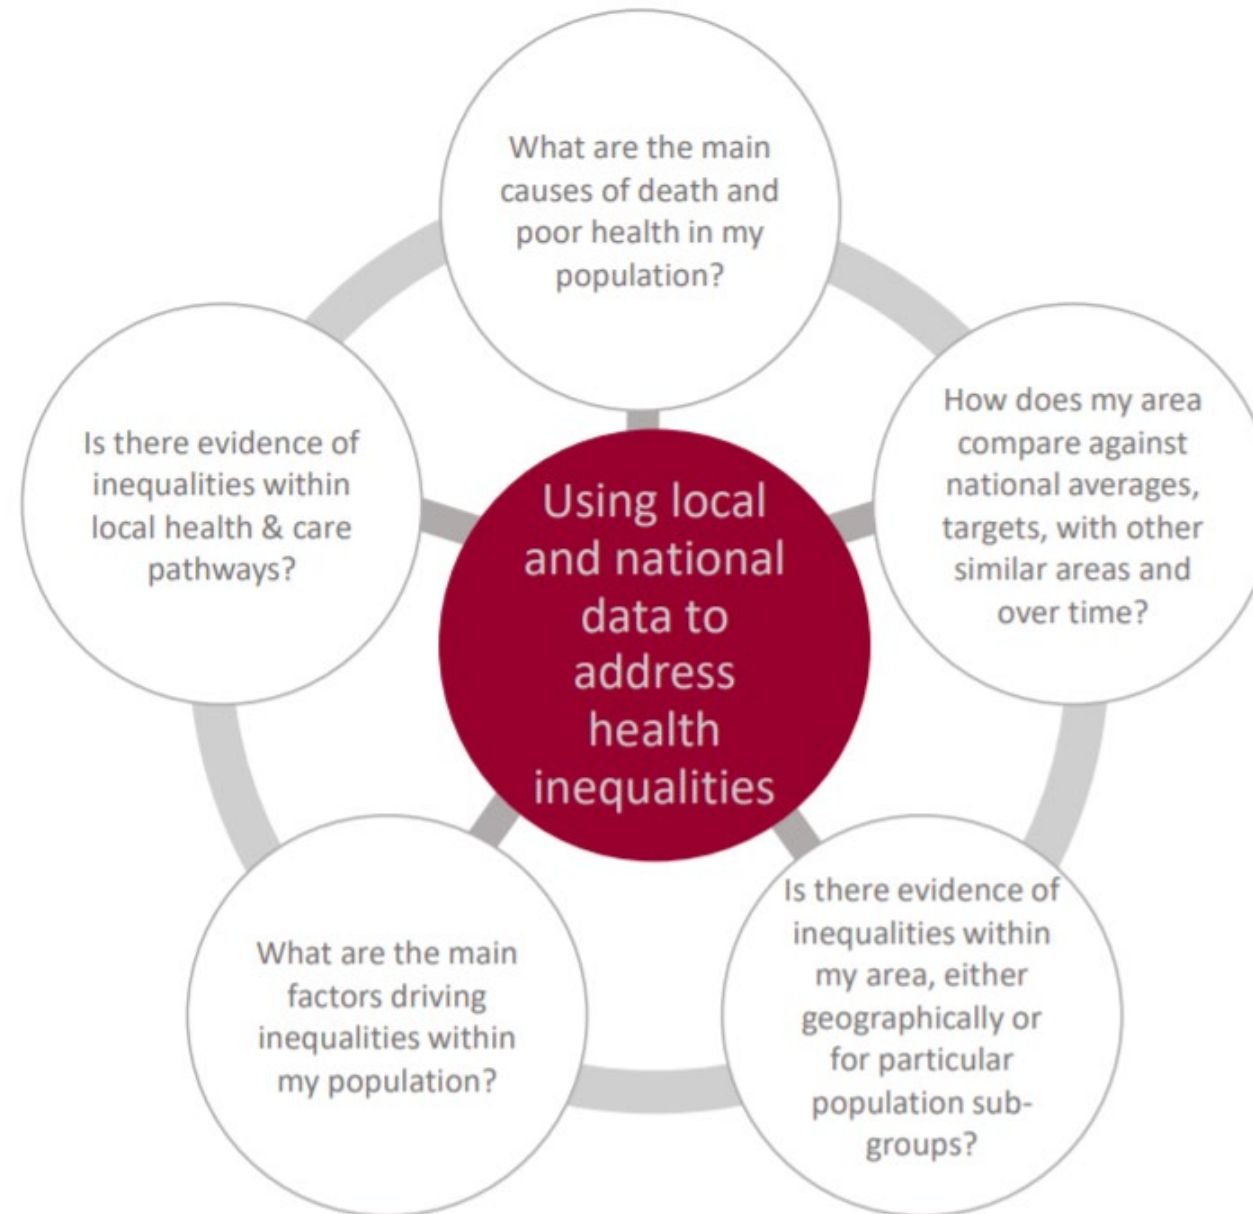 What are the main
causes of death and
poor health in my
population?
How does my area
compare against
national averages,
targets, with other
similar areas and
over time?
Is there evidence of
inequalities within
my area, either
geographically or
for particular
population sub-
groups?
What are the main
factors driving
inequalities within
my population?
Is there evidence of
inequalities within
local health & care
pathways?
Using local
and national
data to
address
health
inequalities